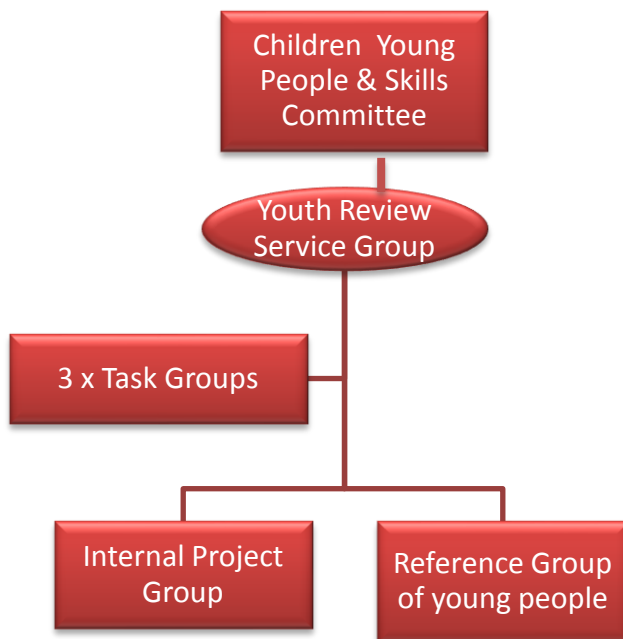 Children Young
People & Skills
Committee
Youth Review
Service Group
3 x Task Groups
Internal Project
Group
Reference Group
of young people